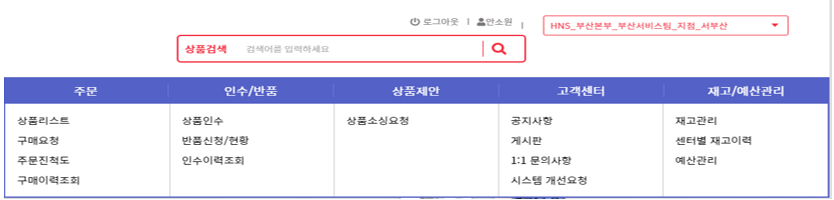 로그아웃 | 안소원 |
HNS_부산본부_부산서비스팀_지점_서부산
상품검색 검색어를 입력하세요
주문 인수/반품 상품제안 고객센터 재고/예산관리
상품리스트 상품인수 상품소싱요청 공지사항 재고관리
구매요청 반품신청/현황 게시판 센터별 재고이력
주문진척도 인수이력조회 1:1 문의사항 예산관리
구매이력조회 시스템 개선요청